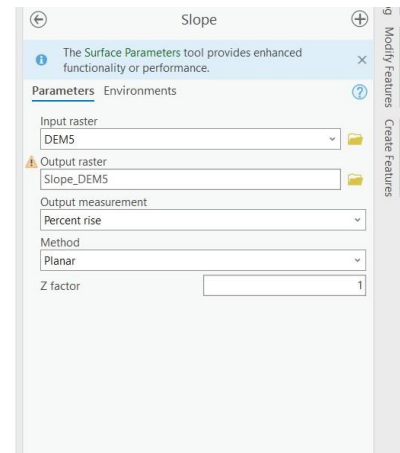 Slope
The Surface Parameters tool provides enhanced
functionality or performance.
Parameters Environments
Input raster
DEM5
Output raster
Slope_DEM5
Output measurement
Percent rise
Method
Planar
Z factor
1
Modify Features
Create Features